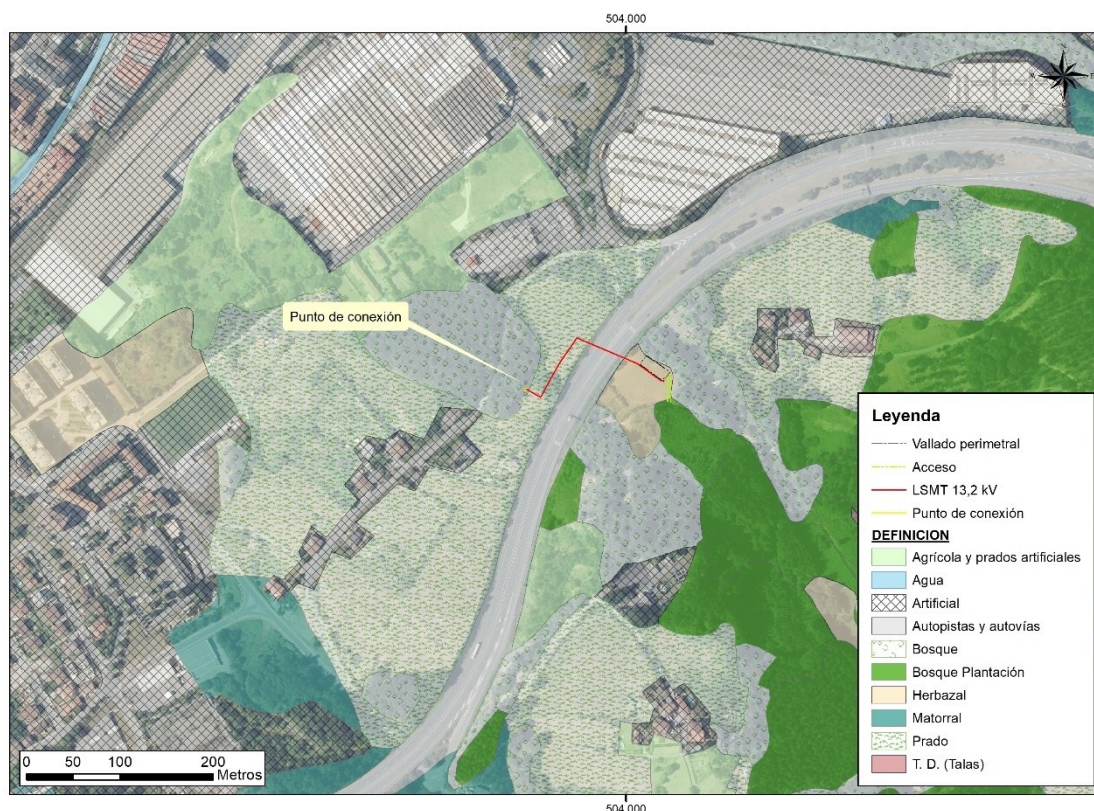 504.000
N
W
E
Punto de conexión
Leyenda
Vallado perimetral
Acceso
LSMT 13,2 kV
Punto de conexión
DEFINICION
Agrícola y prados artificiales
Agua
Artificial
Autopistas y autovías
Bosque
Bosque Plantación
Herbazal
Matorral
Prado
T. D. (Talas)
0 50 100 200
Metros
504.000